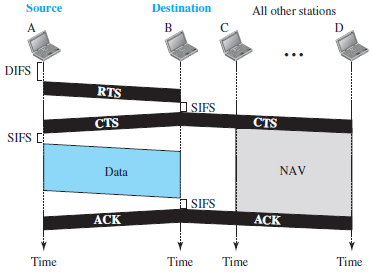 Source Destination All other stations
A B C D
DIFS
RTS
SIFS
CTS CTS
SIFS
Data NAV
SIFS
ACK ACK
Time Time Time Time